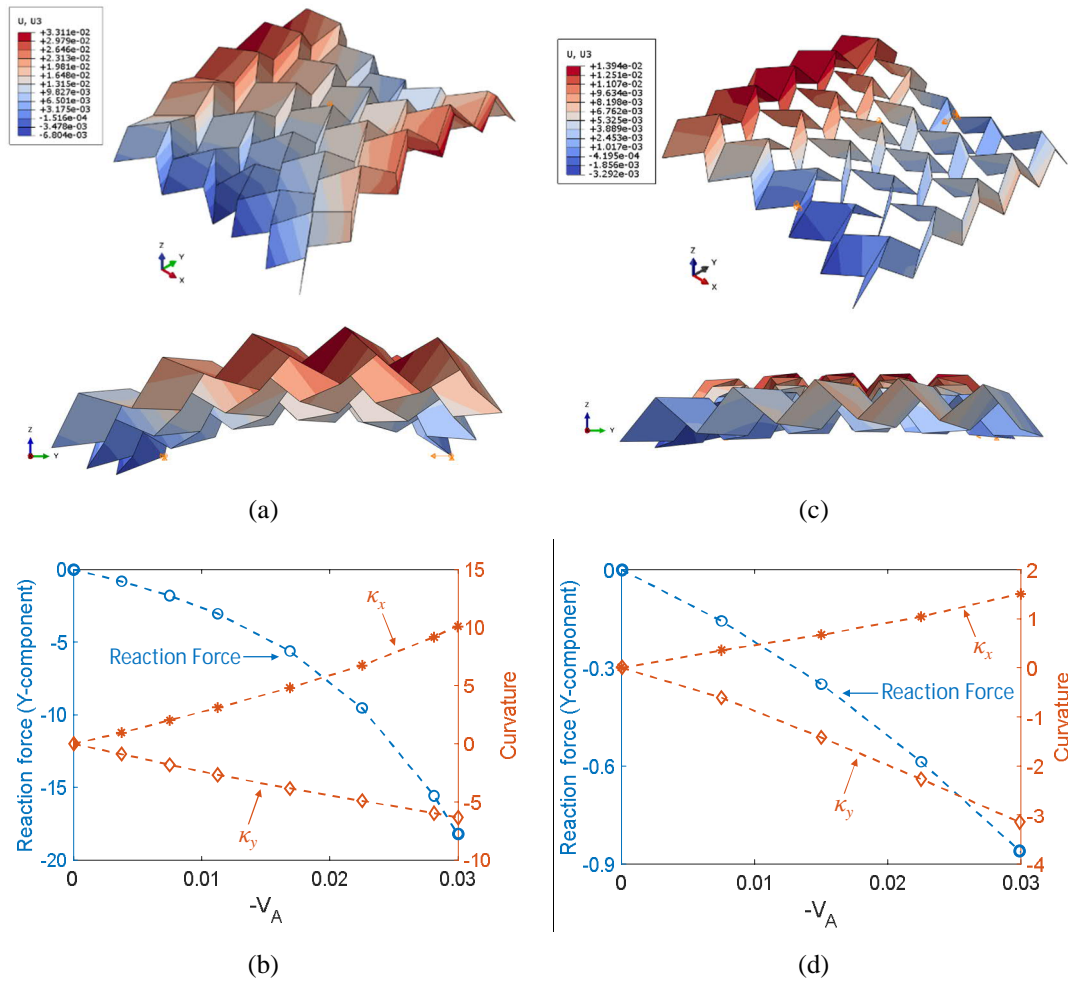 U, U3
+3.311e-02
+2.979e-02
+2.646e-02
+2.313e-02
+1.981e-02
+1.648e-02
+1.315e-02
+9.827e-03
+6.501e-03
+3.175e-03
-1.516e-04
-3.478e-03
-6.804e-03
Z
Y
X
Z
Y
(a)
U, U3
+1.394e-02
+1.251e-02
+1.107e-02
+9.634e-03
+8.198e-03
+6.762e-03
+5.325e-03
+3.889e-03
+2.453e-03
+1.017e-03
-4.195e-04
-1.856e-03
-3.292e-03
Z
Y
X
Z
Y
(c)
Reaction force (Y-component)
0
-5
-10
-15
-20
Reaction Force
κx
κy
15
10
5
0
-5
-10
Curvature
0
0.01
0.02
0.03
-VA
(b)
Reaction force (Y-component)
0
-0.3
-0.6
-0.9
Reaction Force
κx
κy
2
1
0
-1
-2
-3
-4
Curvature
0
0.01
0.02
0.03
-VA
(d)